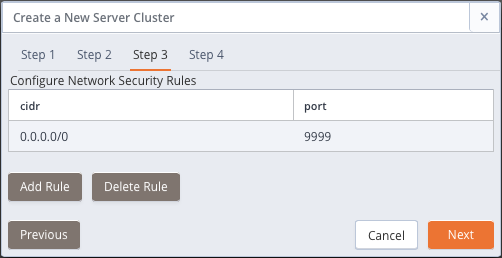 Create a New Server Cluster ×
Step 1 Step 2 Step 3 Step 4
Configure Network Security Rules
cidr port
0.0.0.0/0 9999
Add Rule Delete Rule
Previous Cancel Next